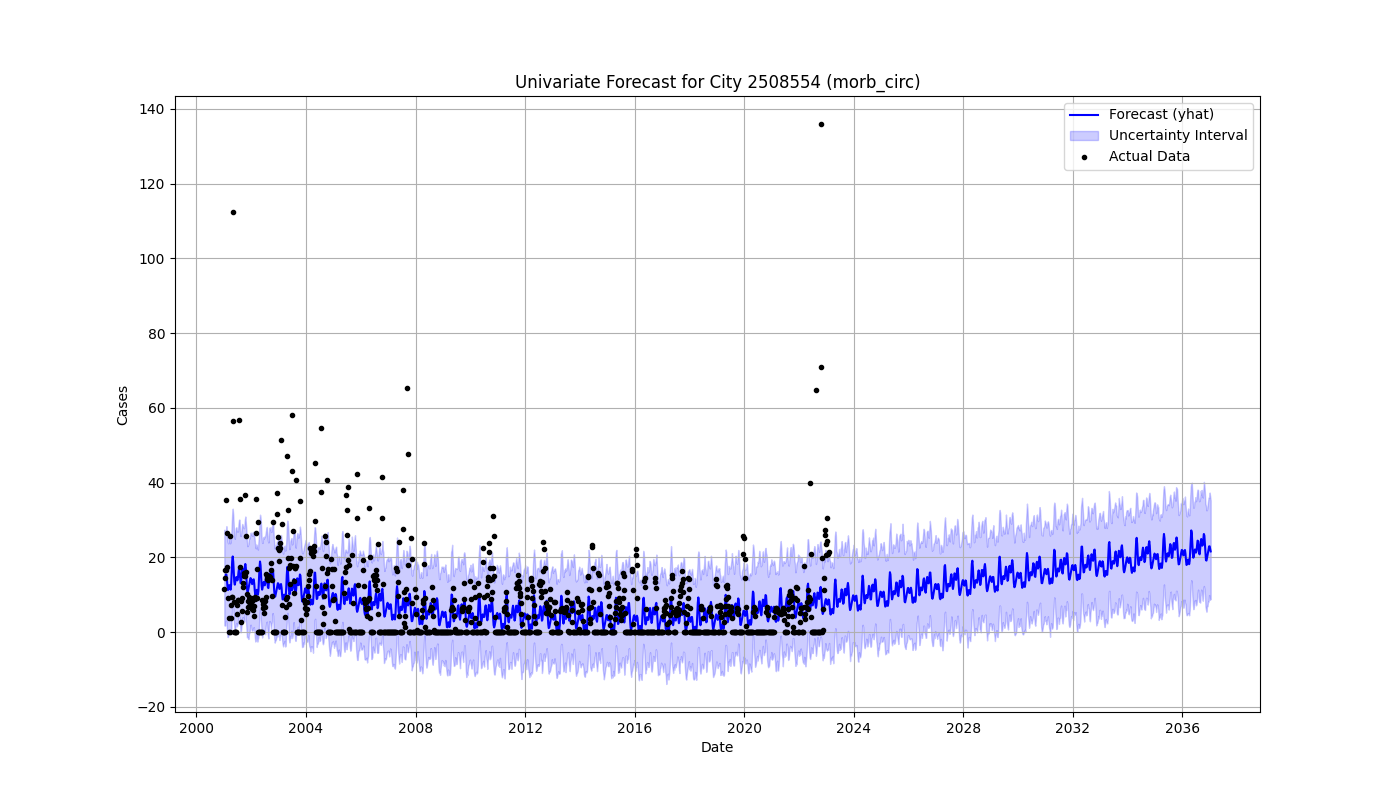 Univariate Forecast for City 2508554 (morb_circ)
Forecast (yhat)
Uncertainty Interval
Actual Data
Cases
140
120
100
80
60
40
20
0
−20
2000 2004 2008 2012 2016 2020 2024 2028 2032 2036
Date